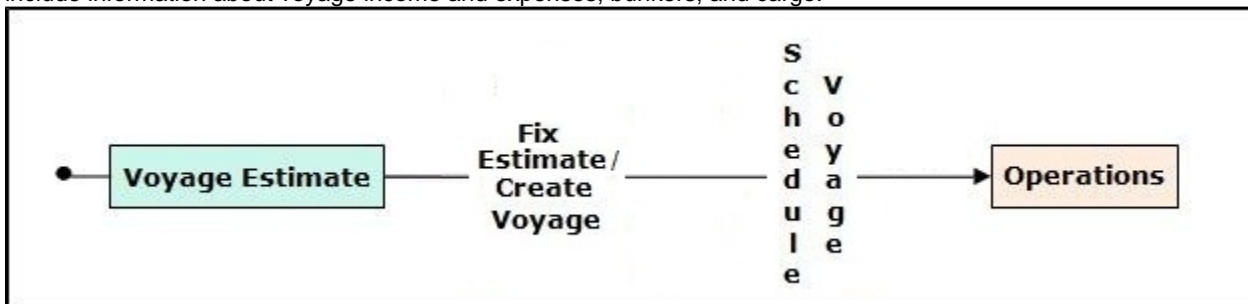 include information about voyage income and expenses, bunkers, and cargo.
Voyage Estimate
Fix
Estimate/
Create
Voyage
Schedule
Voyage
Operations